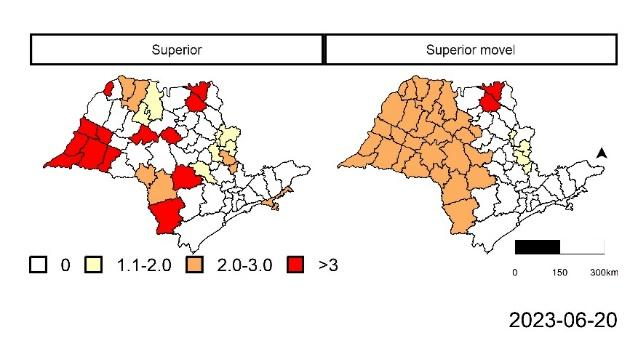 Superior
Superior movel
0 1.1-2.0 2.0-3.0 >3
0 150 300km
2023-06-20